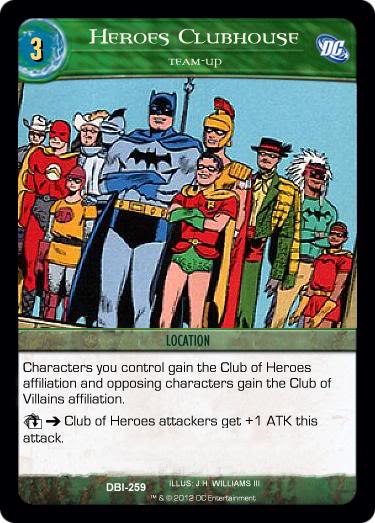 3
HEROES CLUBHOUSE
TEAM-UP
DC
LOCATION
Characters you control gain the Club of Heroes
affiliation and opposing characters gain the Club of
Villains affiliation.
➔ Club of Heroes attackers get +1 ATK this
attack.
DBI-259
ILLUS: J.H. WILLIAMS III
™ & © 2012 DC Entertainment